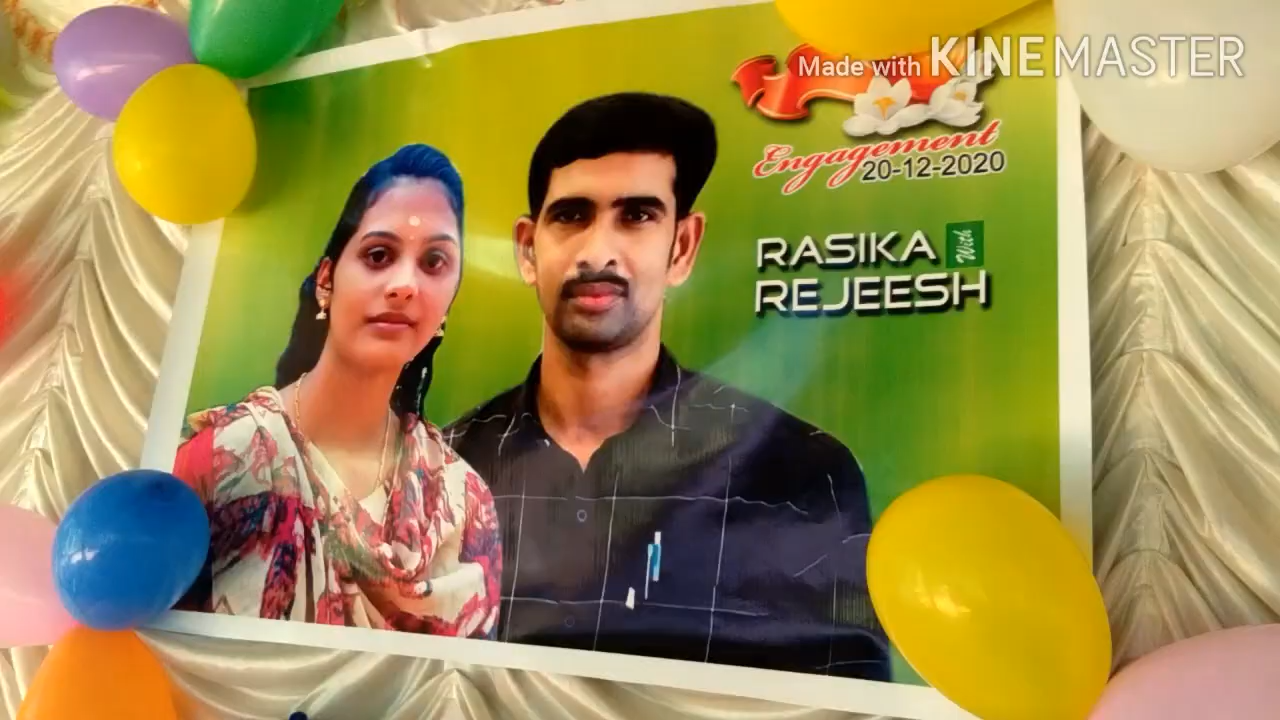 Made with KINEMASTER
Engagement
20-12-2020
RASIKA With
REJEESH